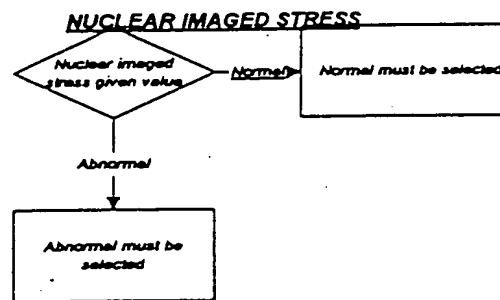 NUCLEAR IMAGED STRESS
Nuclear imaged
stress given value
Normal
Normal must be selected
Abnormal
Abnormal must be
selected